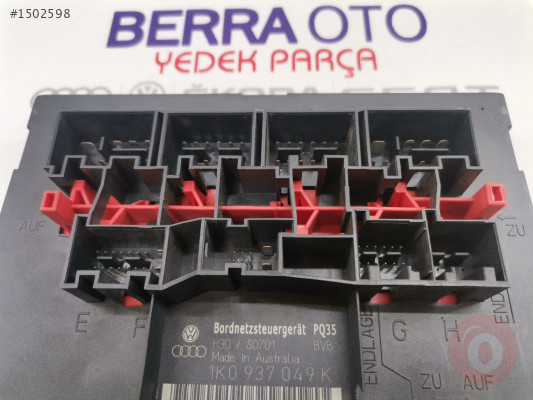 #1502598
BERRA OTO
YEDEK PARÇA
AUF
ZU
E F
G H
ENDLAGE
Bordnetzsteuergerät PQ35
H30 / S0701 BVB
Made in Australia
1K0 937 049 K
ENDLAGE
ZU
AUF
ZU